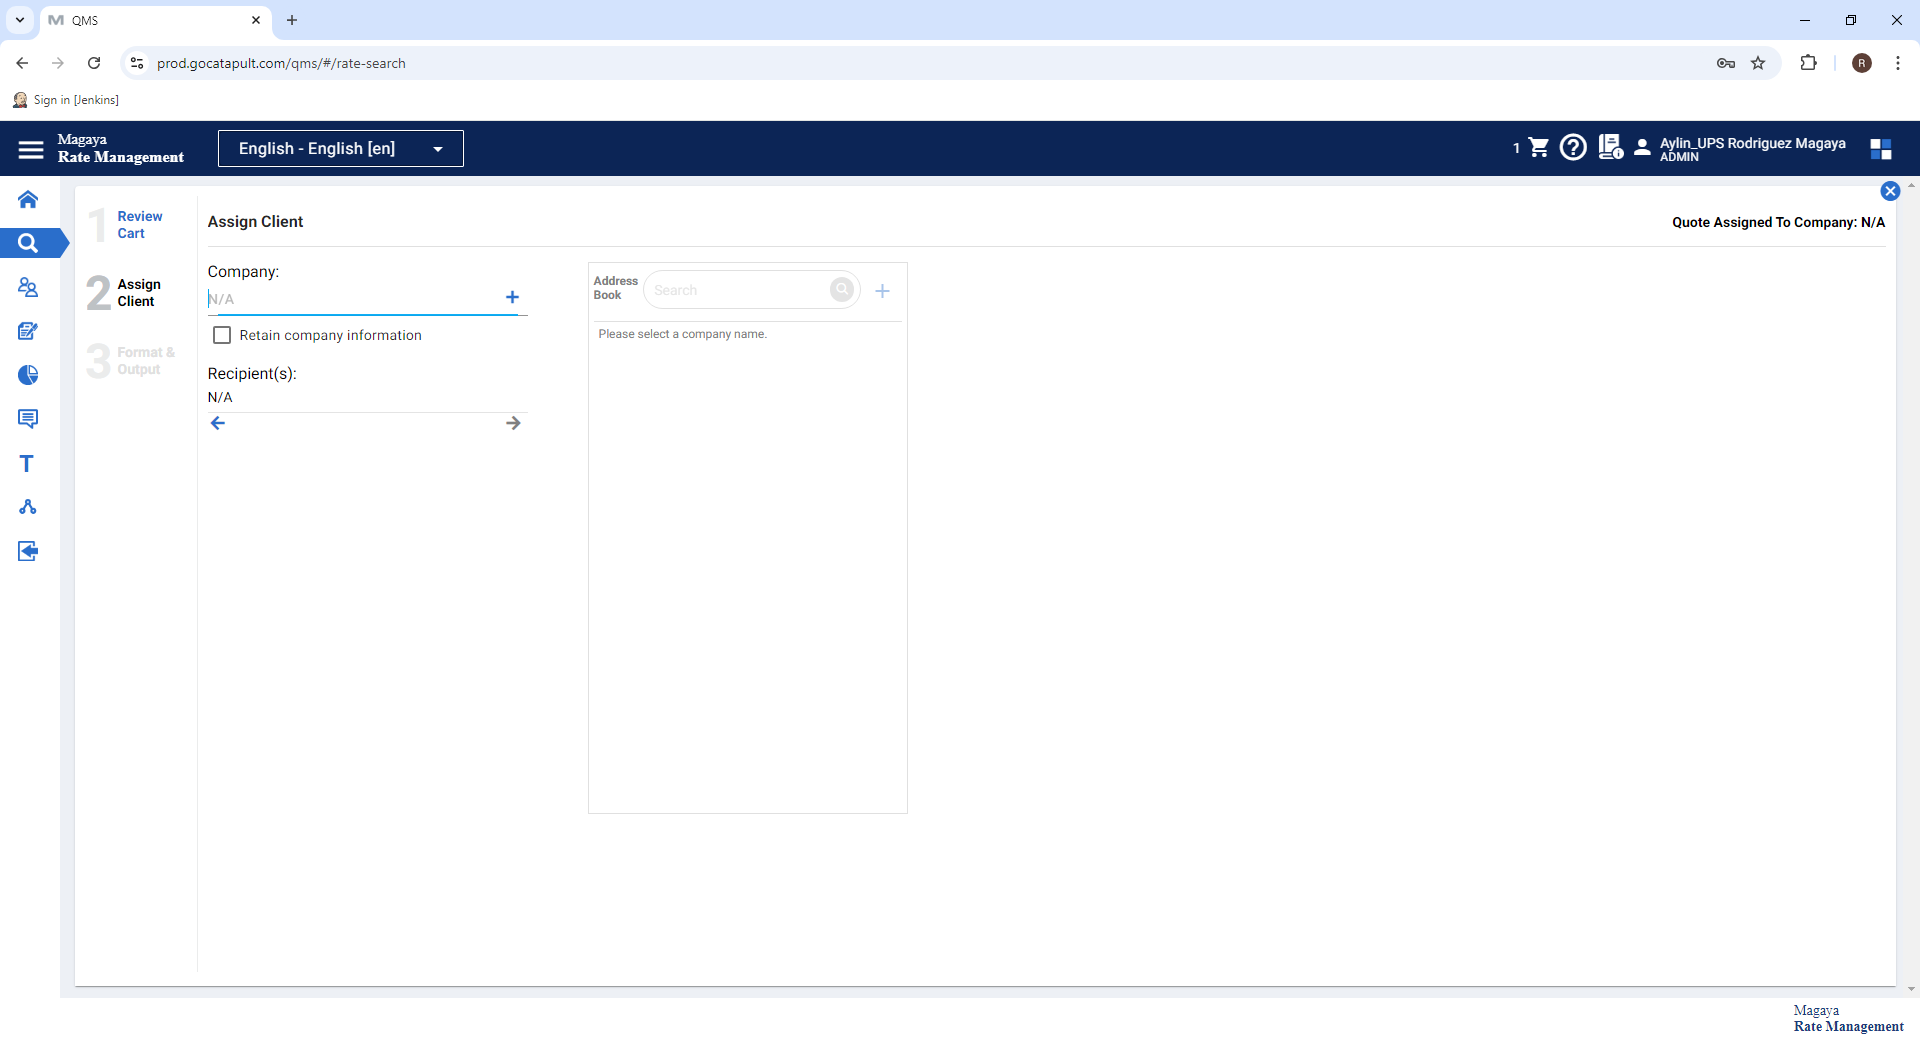 QMS
prod.gocatapult.com/qms/#/rate-search
R
Sign in [Jenkins]
Magaya
Rate Management
English - English [en]
1
Aylin_UPS Rodriguez Magaya
ADMIN
1 Review
Cart
2 Assign
Client
3 Format &
Output
Assign Client
Quote Assigned To Company: N/A
Company:
N/A
Retain company information
Recipient(s):
N/A
Address
Book
Search
Please select a company name.
T
Magaya
Rate Management